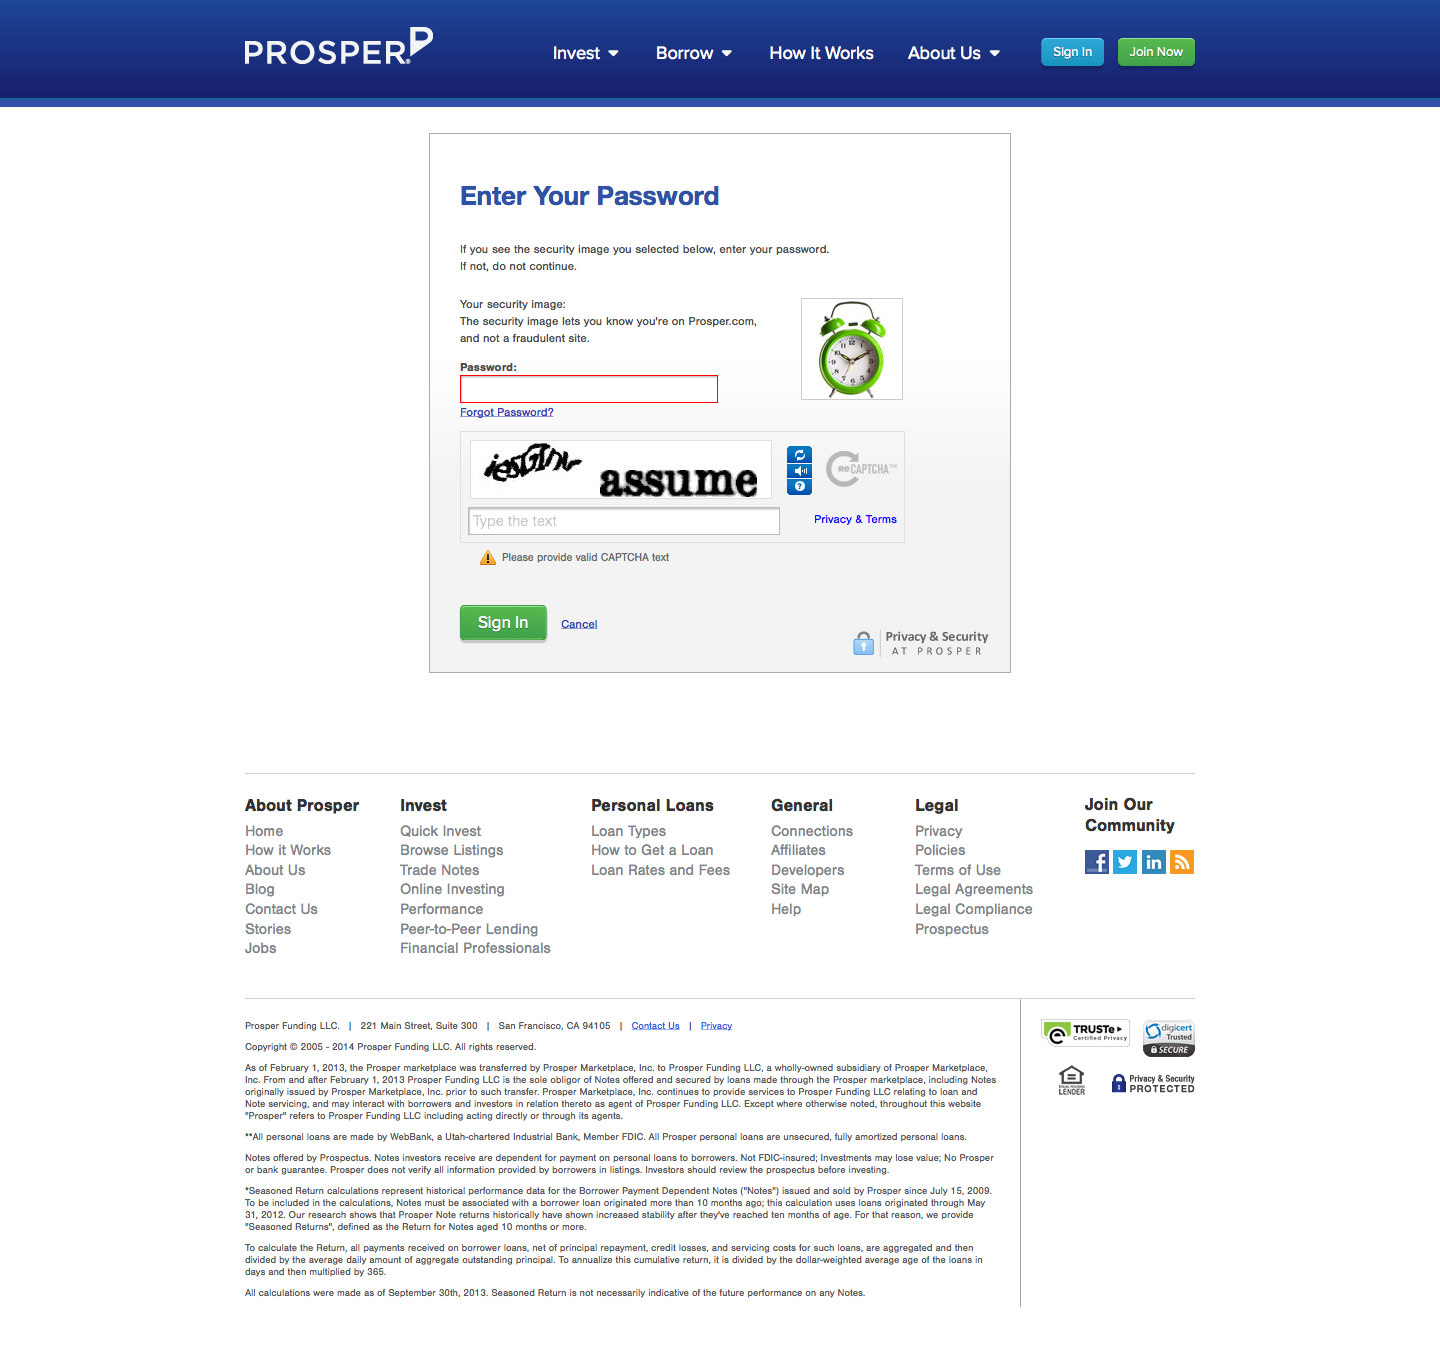 PROSPER
Invest
Borrow
How It Works
About Us
Sign In
Join Now
Enter Your Password
If you see the security image you selected below, enter your password.
If not, do not continue.
Your security image:
The security image lets you know you're on Prosper.com,
and not a fraudulent site.
Password:
Forgot Password?
assume
reCAPTCHA™
Type the text
Privacy & Terms
Please provide valid CAPTCHA text
Sign In
Cancel
Privacy & Security
AT PROSPER
About Prosper
Home
How it Works
About Us
Blog
Contact Us
Stories
Jobs
Invest
Quick Invest
Browse Listings
Trade Notes
Online Investing
Performance
Peer-to-Peer Lending
Financial Professionals
Personal Loans
Loan Types
How to Get a Loan
Loan Rates and Fees
General
Connections
Affiliates
Developers
Site Map
Help
Legal
Privacy
Policies
Terms of Use
Legal Agreements
Legal Compliance
Prospectus
Join Our
Community
Prosper Funding LLC. | 221 Main Street, Suite 300 | San Francisco, CA 94105 | Contact Us | Privacy
Copyright © 2005 - 2014 Prosper Funding LLC. All rights reserved.
As of February 1, 2013, the Prosper marketplace was transferred by Prosper Marketplace, Inc. to Prosper Funding LLC, a wholly-owned subsidiary of Prosper Marketplace,
Inc. From and after February 1, 2013 Prosper Funding LLC is the sole obligor of Notes offered and secured by loans made through the Prosper marketplace, including Notes
originally issued by Prosper Marketplace, Inc. prior to such transfer. Prosper Marketplace, Inc. continues to provide services to Prosper Funding LLC relating to loan and
Note servicing, and may interact with borrowers and investors in relation thereto as agent of Prosper Funding LLC. Except where otherwise noted, throughout this website
"Prosper" refers to Prosper Funding LLC including acting directly or through its agents.
**All personal loans are made by WebBank, a Utah-chartered Industrial Bank, Member FDIC. All Prosper personal loans are unsecured, fully amortized personal loans.
Notes offered by Prospectus. Notes investors receive are dependent for payment on personal loans to borrowers. Not FDIC-insured; Investments may lose value; No Prosper
or bank guarantee. Prosper does not verify all information provided by borrowers in listings. Investors should review the prospectus before investing.
*Seasoned Return calculations represent historical performance data for the Borrower Payment Dependent Notes ("Notes") issued and sold by Prosper since July 15, 2009.
To be included in the calculations, Notes must be associated with a borrower loan originated more than 10 months ago; this calculation uses loans originated through May
31, 2012. Our research shows that Prosper Note returns historically have shown increased stability after they've reached ten months of age. For that reason, we provide
"Seasoned Returns", defined as the Return for Notes aged 10 months or more.
To calculate the Return, all payments received on borrower loans, net of principal repayment, credit losses, and servicing costs for such loans, are aggregated and then
divided by the average daily amount of aggregate outstanding principal. To annualize this cumulative return, it is divided by the dollar-weighted average age of the loans in
days and then multiplied by 365.
All calculations were made as of September 30th, 2013. Seasoned Return is not necessarily indicative of the future performance on any Notes.
TRUSTe
Certified Privacy
digicert
Trusted
SECURE
EQUAL HOUSING
LENDER
Privacy & Security
PROTECTED